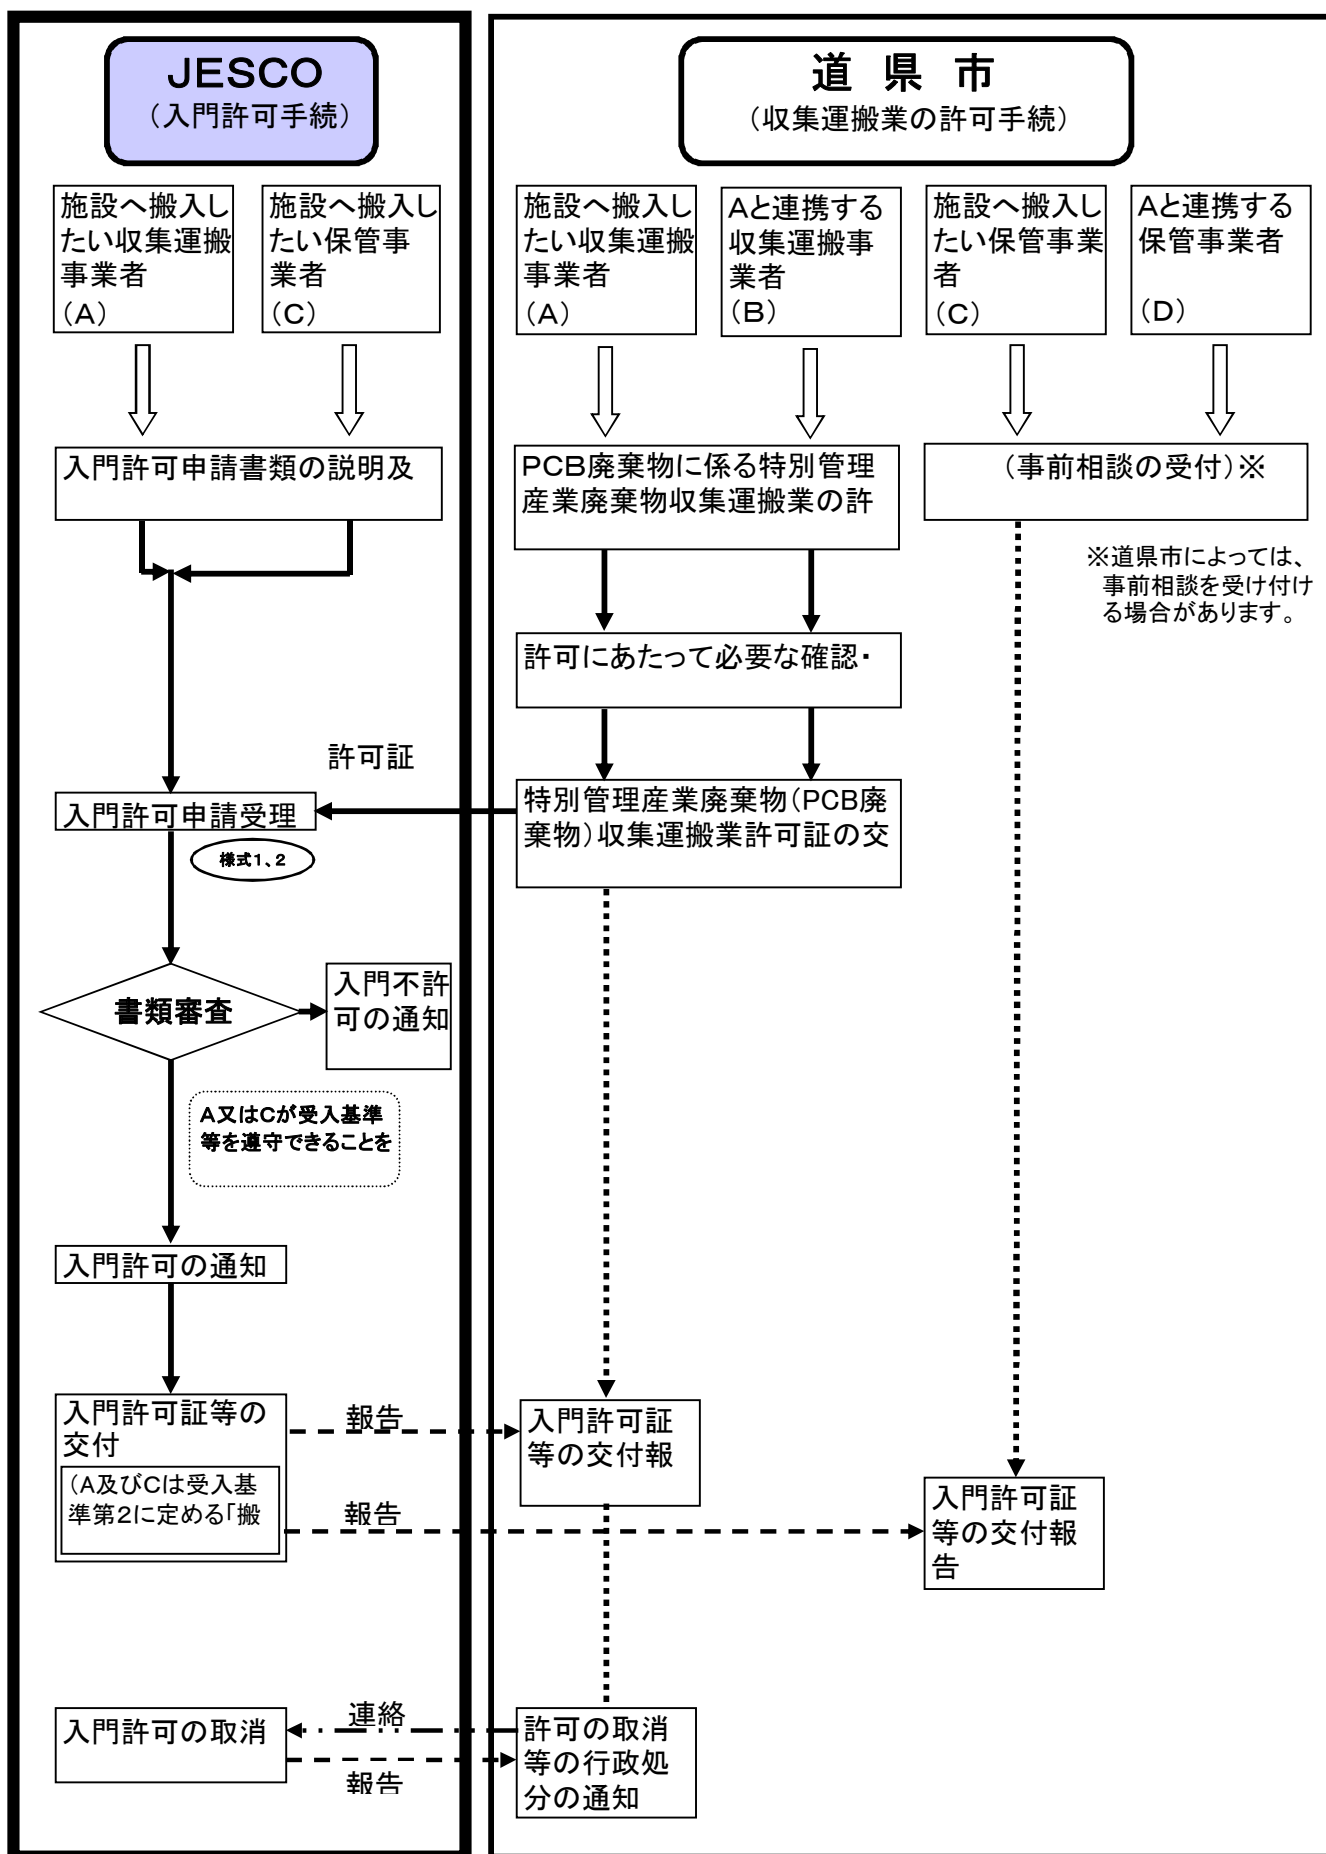 JESCO
（入門許可手続）
道 県 市
（収集運搬業の許可手続）
施設へ搬入し
たい収集運搬
事業者
（A）
施設へ搬入し
たい保管事
業者
（C）
施設へ搬入し
たい収集運搬
事業者
（A）
Aと連携する
収集運搬事
業者
（B）
施設へ搬入し
たい保管事業
者
（C）
Aと連携する
保管事業者
（D）
入門許可申請書類の説明及
PCB廃棄物に係る特別管理
産業廃棄物収集運搬業の許
（事前相談の受付）※
※道県市によっては、
事前相談を受け付け
る場合があります。
許可にあたって必要な確認・
許可証
入門許可申請受理
様式1、2
特別管理産業廃棄物（PCB廃
棄物）収集運搬業許可証の交
書類審査
入門不許
可の通知
A又はCが受入基準
等を遵守できることを
入門許可の通知
入門許可証等の
交付
（A及びCは受入基
準第2に定める「搬
報告
報告
入門許可証
等の交付報
入門許可証
等の交付報
告
入門許可の取消
連絡
報告
許可の取消
等の行政処
分の通知